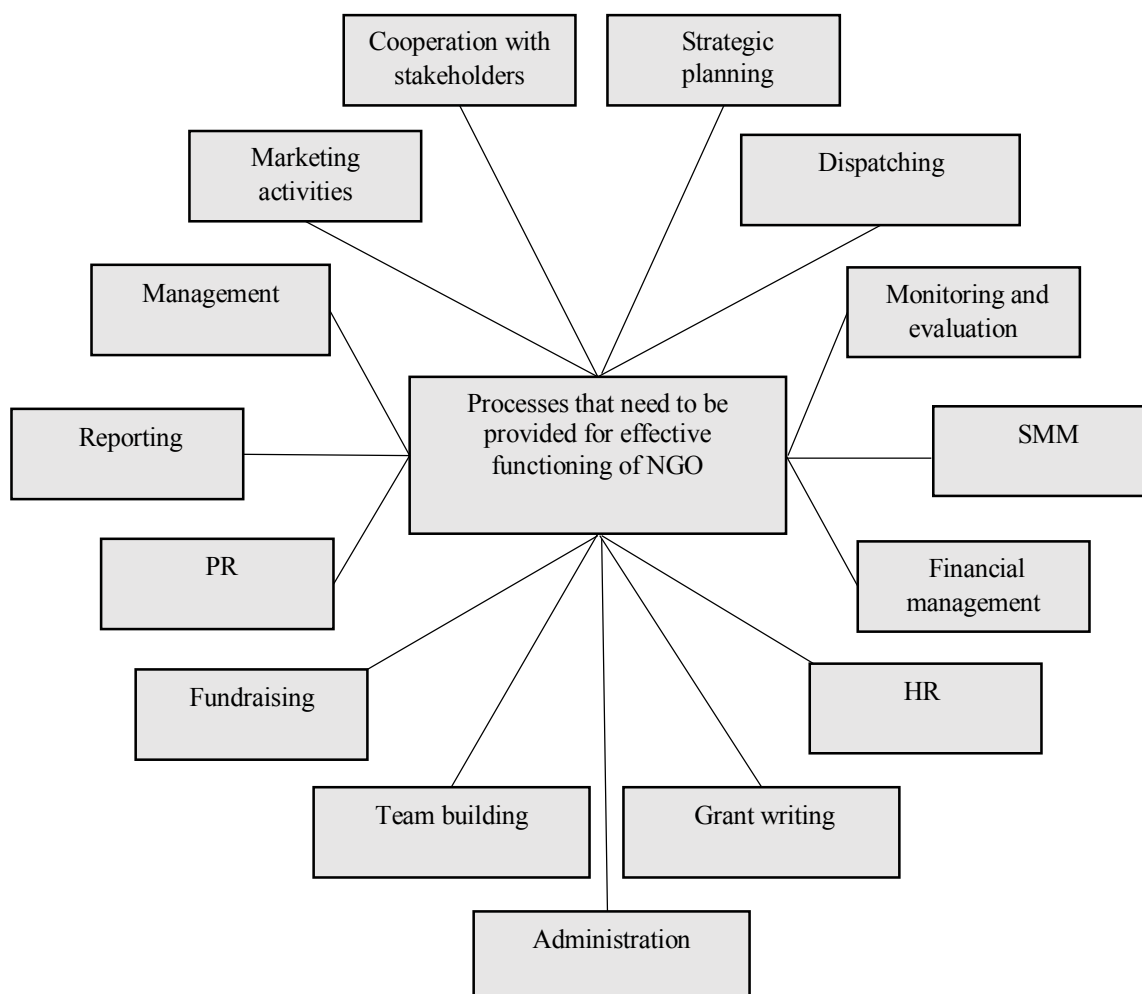 Cooperation with
stakeholders
Strategic
planning
Marketing
activities
Dispatching
Management
Monitoring and
evaluation
Processes that need to be
provided for effective
functioning of NGO
Reporting
SMM
PR
Financial
management
Fundraising
HR
Team building
Grant writing
Administration